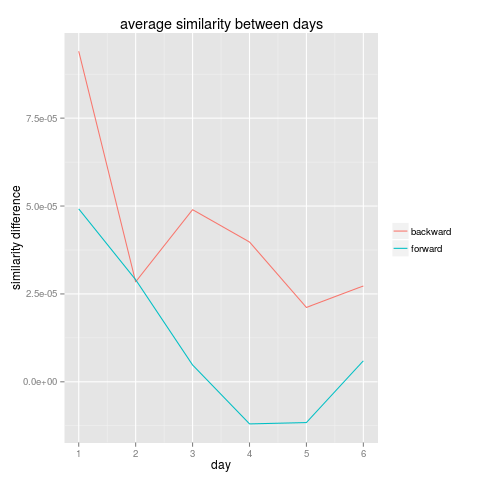 average similarity between days
similarity difference
7.5e-05
5.0e-05
2.5e-05
0.0e+00
1 2 3 4 5 6
day
backward
forward